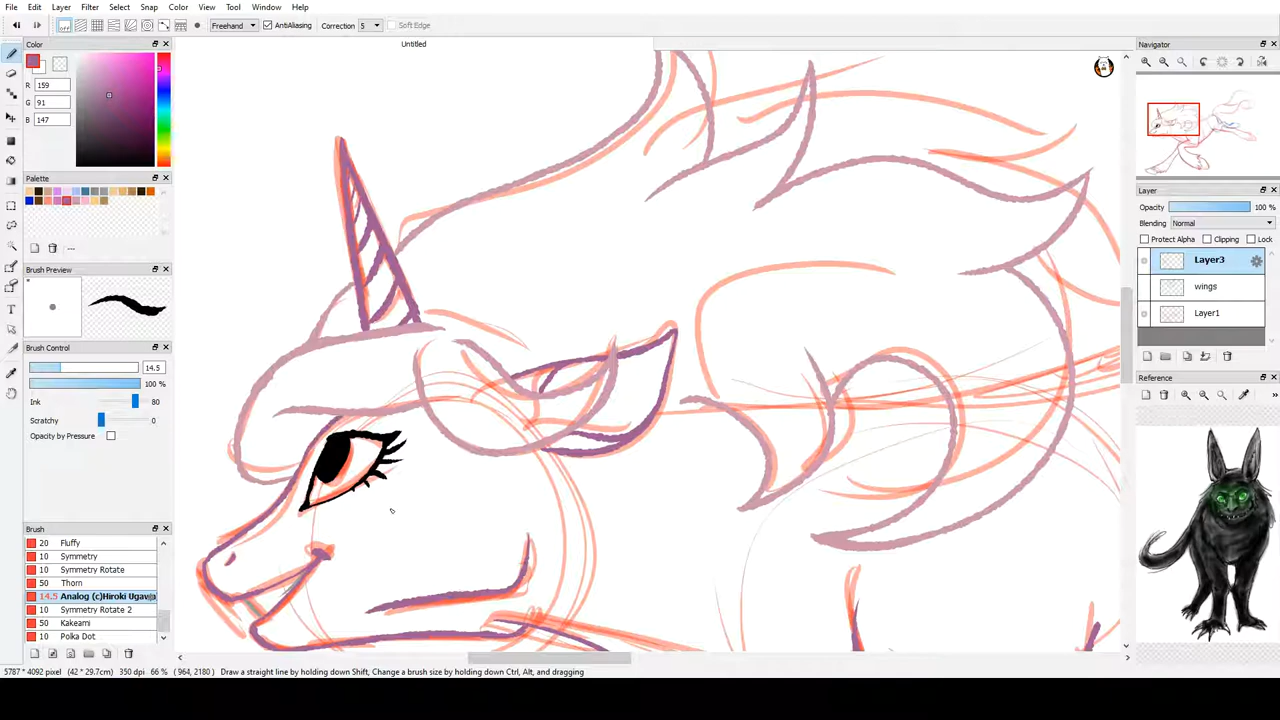 File Edit Layer Filter Select Snap Color View Tool Window Help
off Freehand AntiAliasing Correction 5 Soft Edge
Untitled
Color
R 159
G 91
B 147
Palette
Brush Preview
Brush Control
14.5
100 %
Ink 80
Scratchy 0
Opacity by Pressure
Brush
20 Fluffy
10 Symmetry
10 Symmetry Rotate
50 Thorn
14.5 Analog (c)Hiroki Ugawa
10 Symmetry Rotate 2
50 Kakeami
10 Polka Dot
Navigator
Layer
Opacity 100 %
Blending Normal
Protect Alpha Clipping Lock
Layer3
wings
Layer1
Reference
5787 * 4092 pixel (42 * 29.7cm) 350 dpi 66 % ( 964, 2180 ) Draw a straight line by holding down Shift, Change a brush size by holding down Ctrl, Alt, and dragging